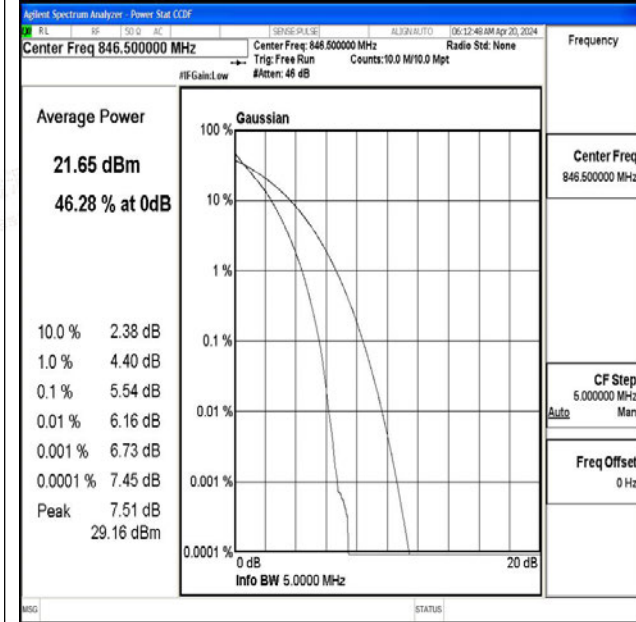 Agilent Spectrum Analyzer - Power Stat CCDF
RL RF 50 Ω AC SENSE:PULSE ALIGNAUTO 06:12:48 AM Apr 20, 2024
Center Freq 846.500000 MHz
Center Freq: 846.500000 MHz Radio Std: None
Trig: Free Run Counts:10.0 M/10.0 Mpt
#IFGain:Low #Atten: 46 dB
Frequency
Average Power
21.65 dBm
46.28 % at 0dB
10.0 % 2.38 dB
1.0 % 4.40 dB
0.1 % 5.54 dB
0.01 % 6.16 dB
0.001 % 6.73 dB
0.0001 % 7.45 dB
Peak 7.51 dB
29.16 dBm
Gaussian
100 %
10 %
1 %
0.1 %
0.01 %
0.001 %
0.0001 %
0 dB 20 dB
Info BW 5.0000 MHz
Center Freq
846.500000 MHz
CF Step
5.000000 MHz
Auto Man
Freq Offset
0 Hz
MSG STATUS